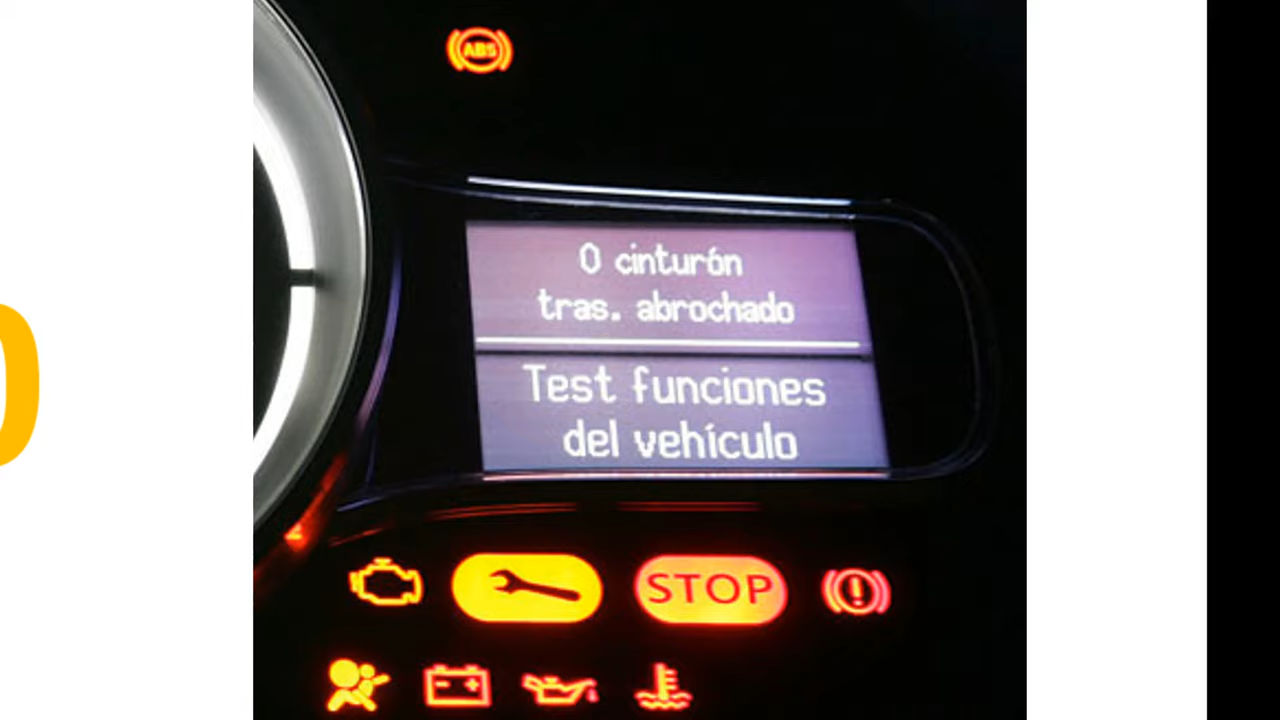 ABS
0 cinturón
tras. abrochado
Test funciones
del vehículo
STOP